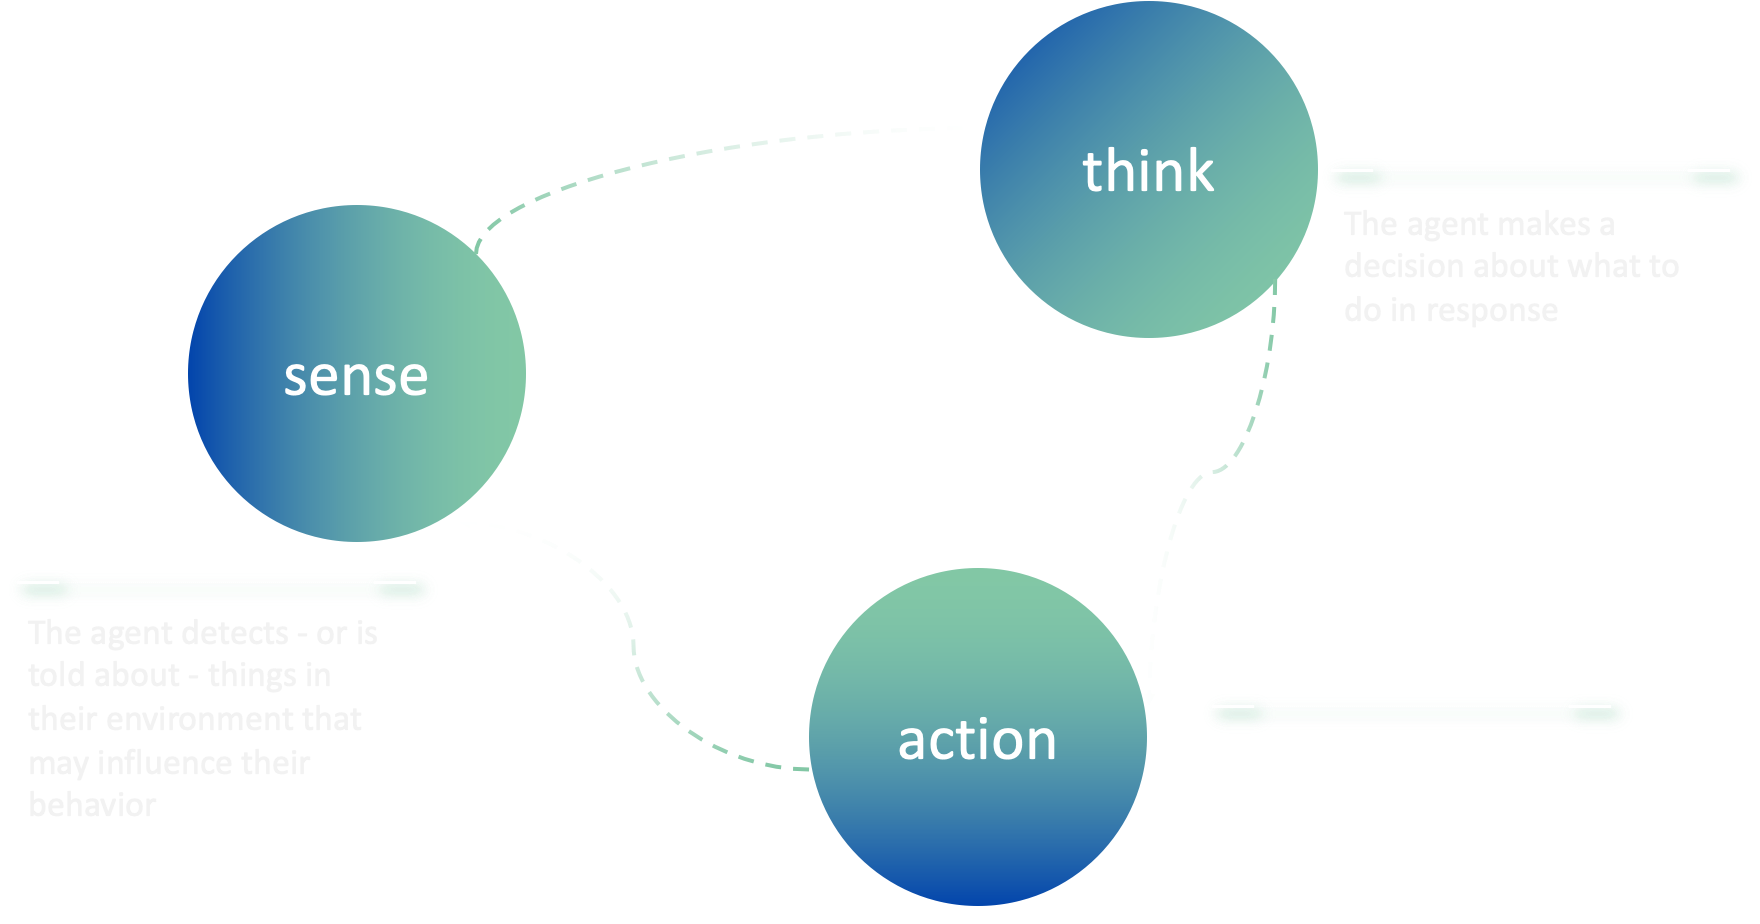 think
The agent makes a
decision about what to
do in response
sense
The agent detects - or is
told about - things in
their environment that
may influence their
behavior
action